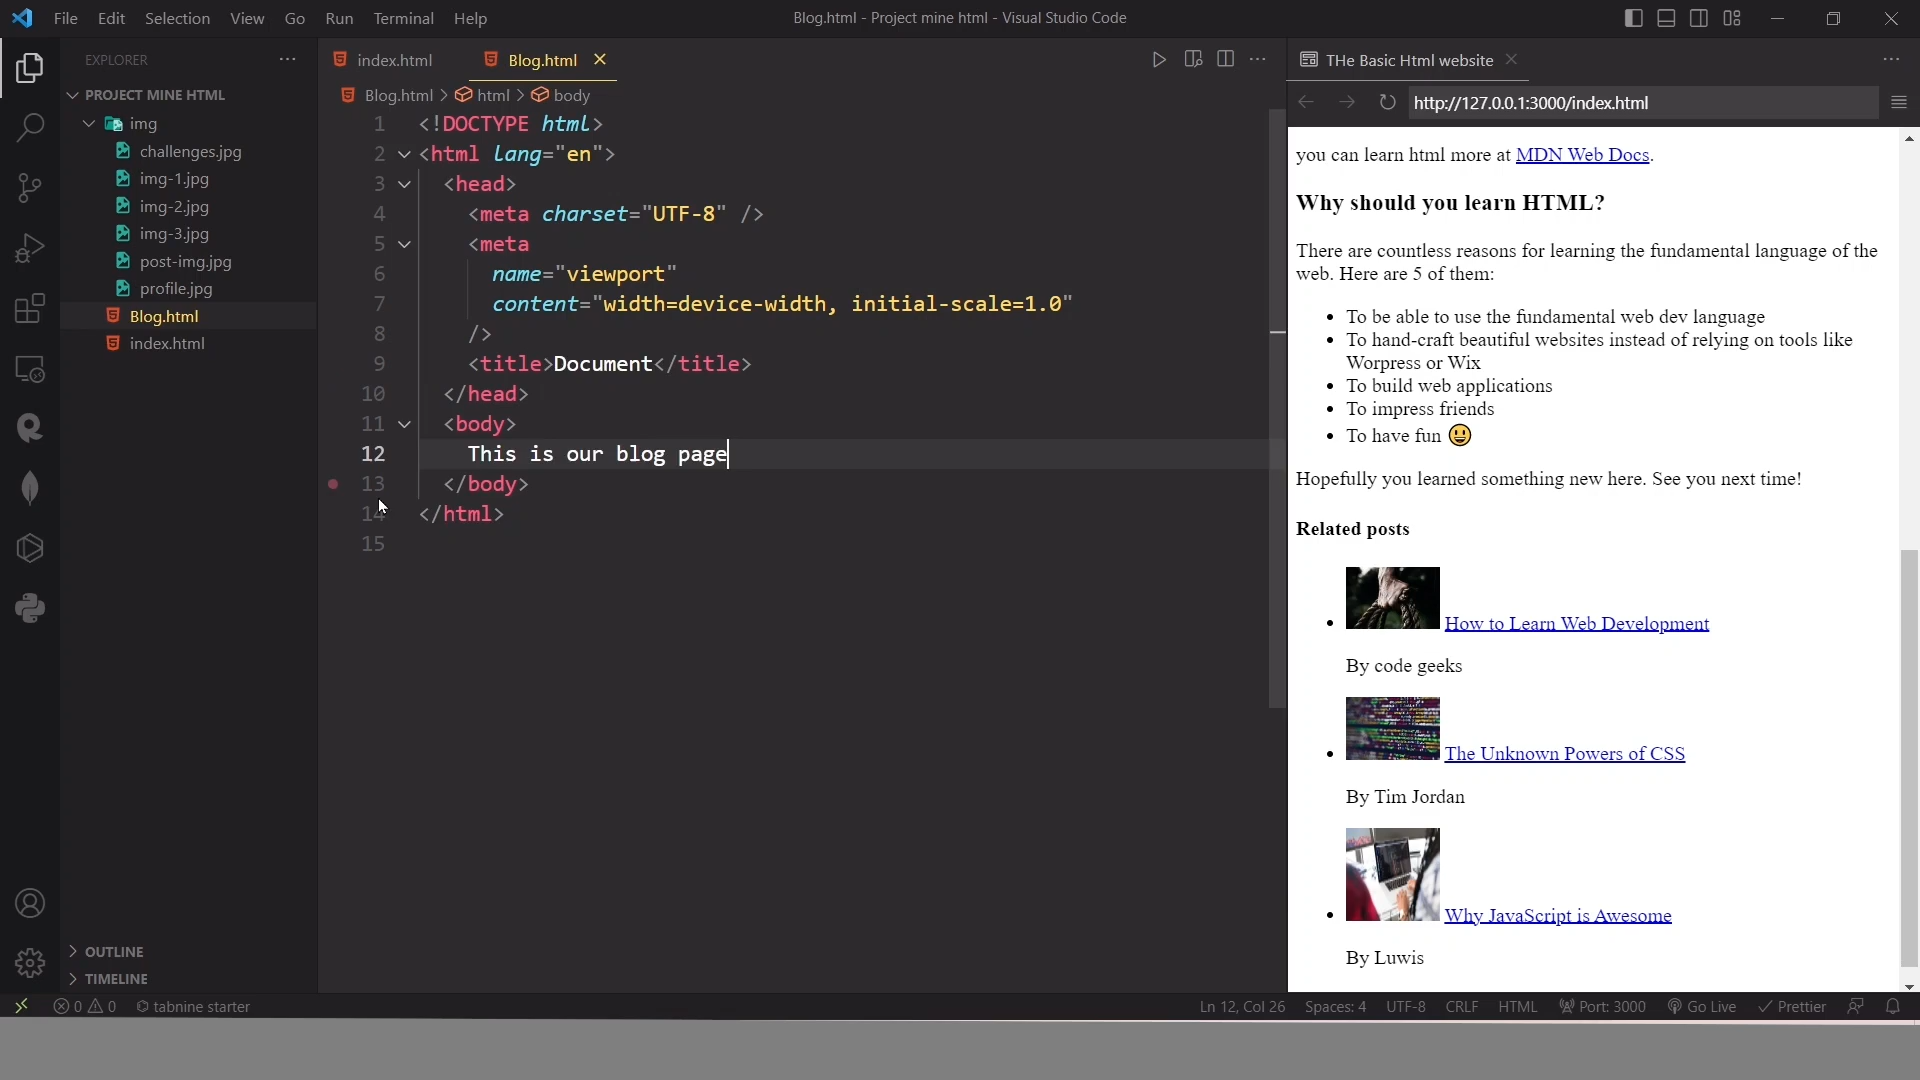 File Edit Selection View Go Run Terminal Help
Blog.html - Project mine html - Visual Studio Code
EXPLORER
PROJECT MINE HTML
img
challenges.jpg
img-1.jpg
img-2.jpg
img-3.jpg
post-img.jpg
profile.jpg
Blog.html
index.html
OUTLINE
TIMELINE
index.html
Blog.html
Blog.html > html > body
1 <!DOCTYPE html>
2 <html lang="en">
3 <head>
4 <meta charset="UTF-8" />
5 <meta
6 name="viewport"
7 content="width=device-width, initial-scale=1.0"
8 />
9 <title>Document</title>
10 </head>
11 <body>
12 This is our blog page
13 </body>
14 </html>
15
THe Basic Html website
http://127.0.0.1:3000/index.html
you can learn html more at MDN Web Docs.
Why should you learn HTML?
There are countless reasons for learning the fundamental language of the
web. Here are 5 of them:
• To be able to use the fundamental web dev language
• To hand-craft beautiful websites instead of relying on tools like
Worpress or Wix
• To build web applications
• To impress friends
• To have fun 😃
Hopefully you learned something new here. See you next time!
Related posts
• How to Learn Web Development
By code geeks
• The Unknown Powers of CSS
By Tim Jordan
• Why JavaScript is Awesome
By Luwis
0 0 tabnine starter
Ln 12, Col 26 Spaces: 4 UTF-8 CRLF HTML Port: 3000 Go Live Prettier